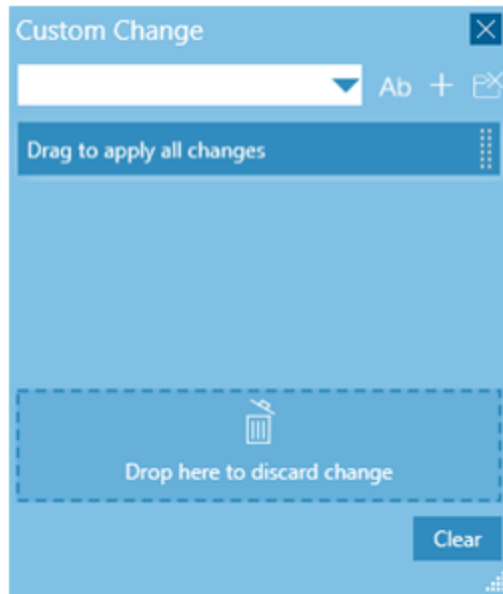 Custom Change
Ab
Drag to apply all changes
Drop here to discard change
Clear